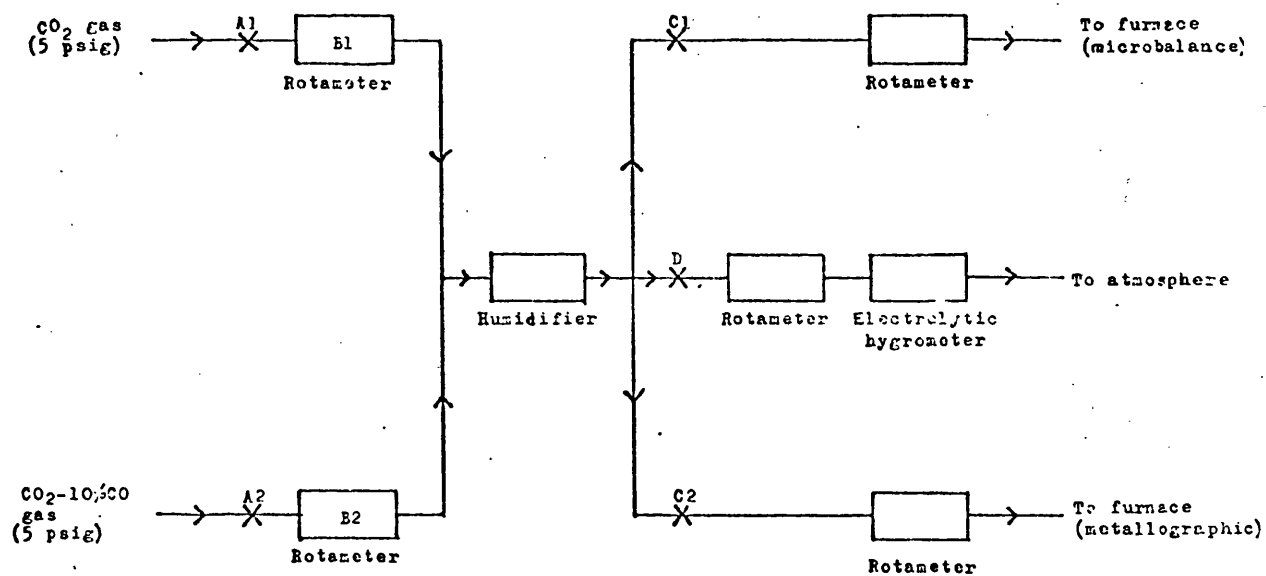 CO2 gas
(5 psig)
A1
B1
Rotameter
C1
Rotameter
To furnace
(microbalance)
Humidifier
D
Rotameter
Electrolytic
hygrometer
To atmosphere
CO2-10%CO
gas
(5 psig)
A2
B2
Rotameter
C2
Rotameter
To furnace
(metallographic)